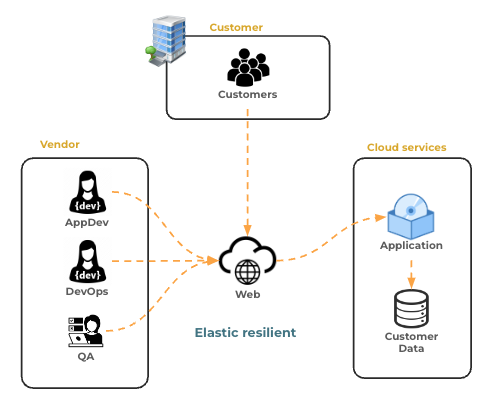 Customer
Customers
Vendor
Cloud services
{dev}
AppDev
Application
{dev}
DevOps
Web
Customer
Data
Elastic resilient
QA